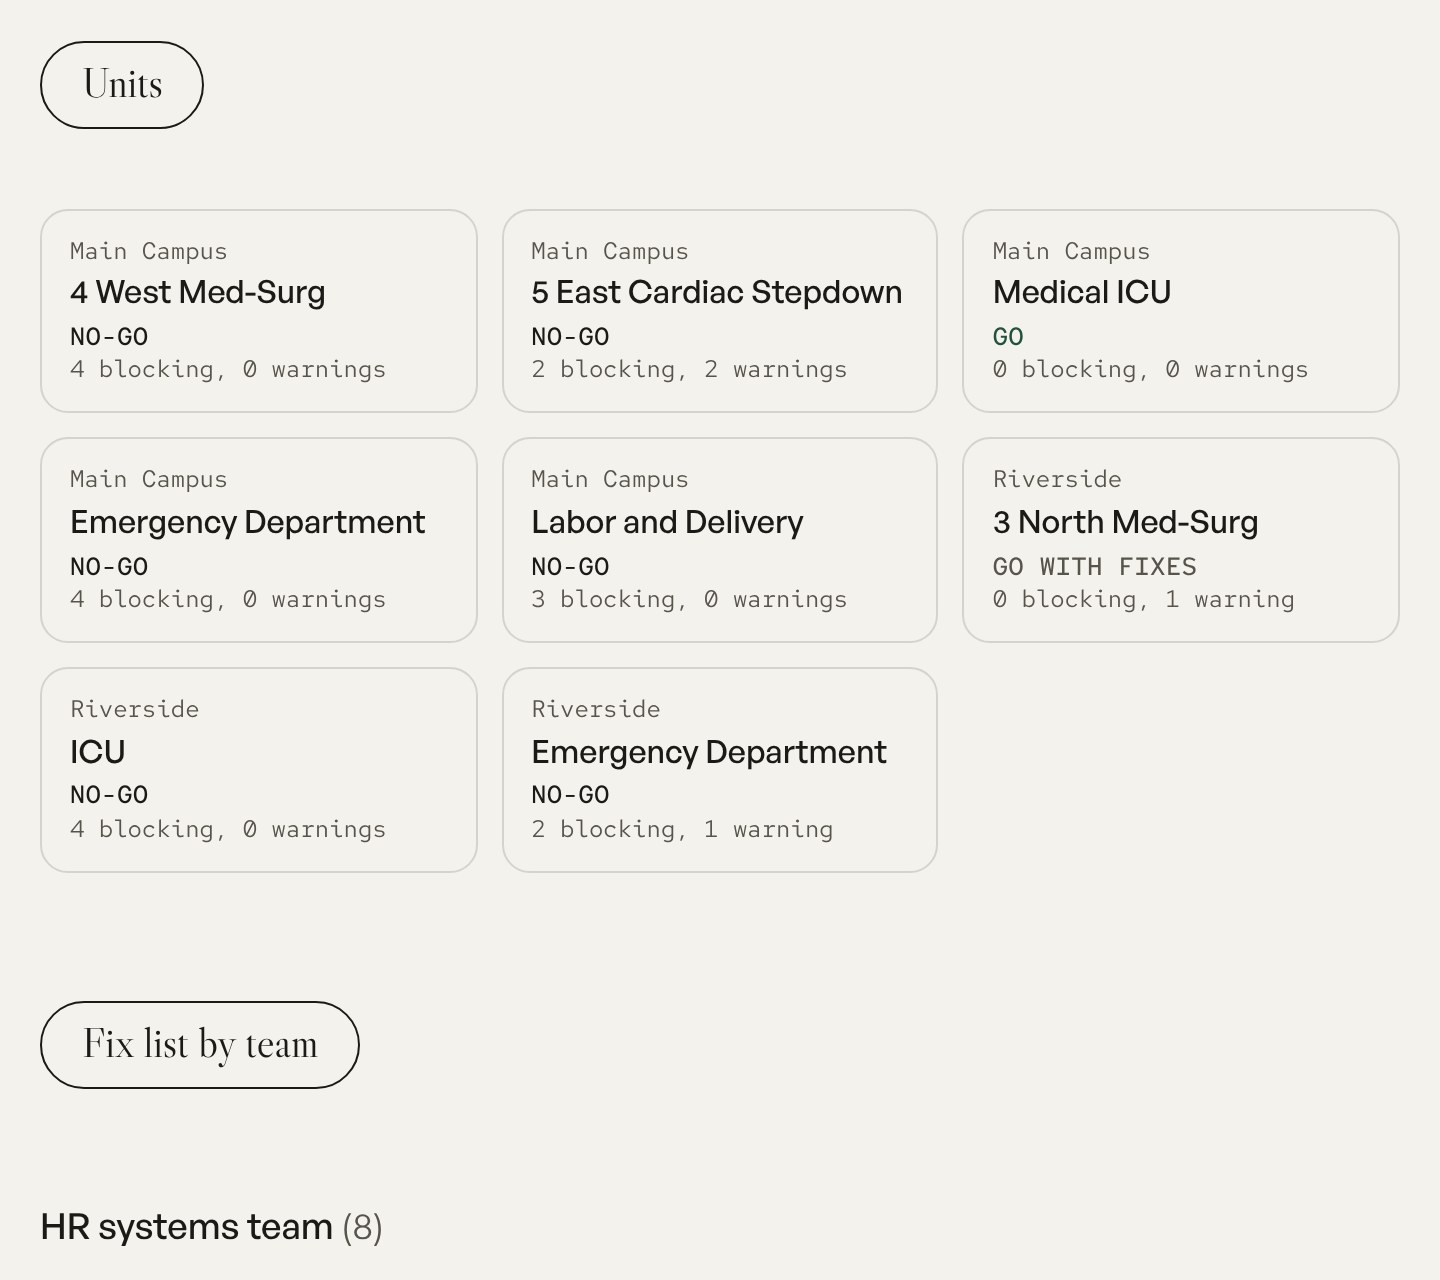 Units
Main Campus
4 West Med-Surg
NO-GO
4 blocking, 0 warnings
Main Campus
5 East Cardiac Stepdown
NO-GO
2 blocking, 2 warnings
Main Campus
Medical ICU
GO
0 blocking, 0 warnings
Main Campus
Emergency Department
NO-GO
4 blocking, 0 warnings
Main Campus
Labor and Delivery
NO-GO
3 blocking, 0 warnings
Riverside
3 North Med-Surg
GO WITH FIXES
0 blocking, 1 warning
Riverside
ICU
NO-GO
4 blocking, 0 warnings
Riverside
Emergency Department
NO-GO
2 blocking, 1 warning
Fix list by team
HR systems team (8)